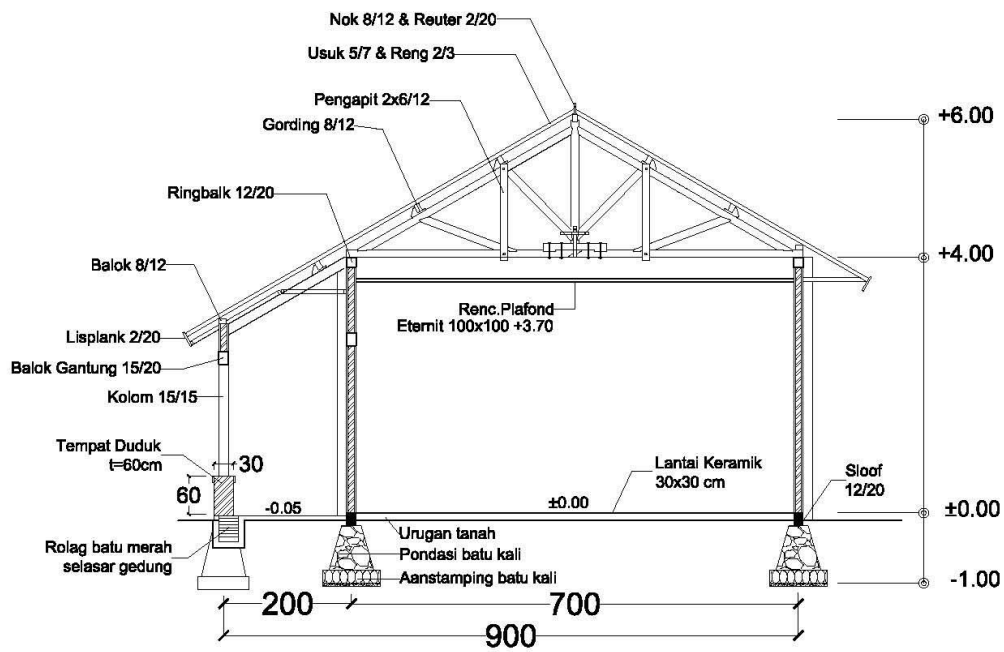 Nok 8/12 & Reuter 2/20
Usuk 5/7 & Reng 2/3
Pengapit 2x6/12
Gording 8/12
+6.00
Ringbalk 12/20
Balok 8/12
+4.00
Renc.Plafond
Eternit 100x100 +3.70
Lisplank 2/20
Balok Gantung 15/20
Kolom 15/15
Tempat Duduk
t=60cm
30
60
Lantai Keramik
30x30 cm
Sloof
12/20
-0.05
±0.00
±0.00
Rolag batu merah
selasar gedung
Urugan tanah
Pondasi batu kali
Aanstamping batu kali
-1.00
200
700
900